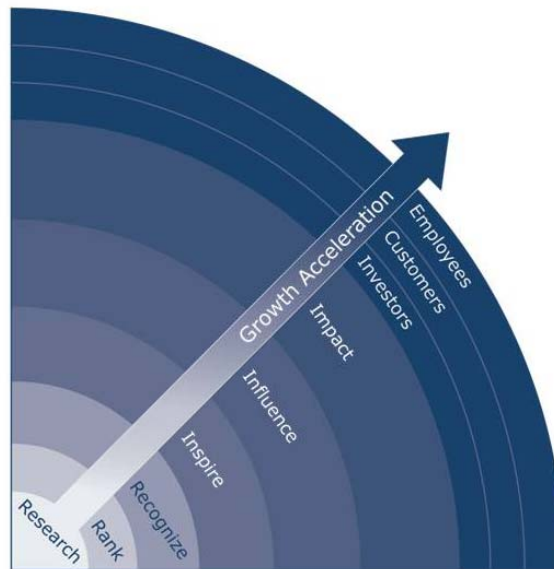 Growth Acceleration
Employees
Customers
Investors
Impact
Influence
Inspire
Recognize
Rank
Research